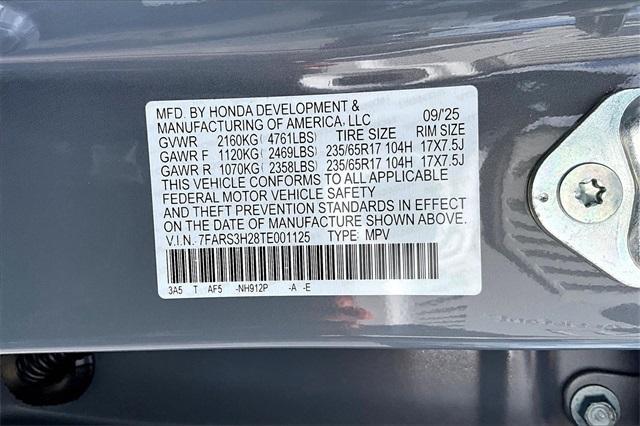 MFD. BY HONDA DEVELOPMENT &
MANUFACTURING OF AMERICA, LLC 09/'25
GVWR 2160KG (4761LBS) TIRE SIZE RIM SIZE
GAWR F 1120KG (2469LBS) 235/65R17 104H 17X7.5J
GAWR R 1070KG (2358LBS) 235/65R17 104H 17X7.5J
THIS VEHICLE CONFORMS TO ALL APPLICABLE
FEDERAL MOTOR VEHICLE SAFETY
AND THEFT PREVENTION STANDARDS IN EFFECT
ON THE DATE OF MANUFACTURE SHOWN ABOVE.
V.I.N. 7FARS3H28TE001125 TYPE: MPV
3A5 T AF5 -NH912P -A -E